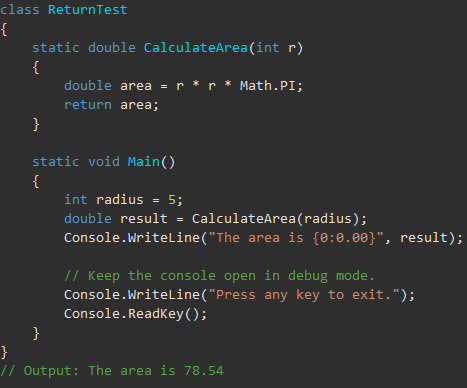 class ReturnTest
{
    static double CalculateArea(int r)
    {
        double area = r * r * Math.PI;
        return area;
    }

    static void Main()
    {
        int radius = 5;
        double result = CalculateArea(radius);
        Console.WriteLine("The area is {0:0.00}", result);

        // Keep the console open in debug mode.
        Console.WriteLine("Press any key to exit.");
        Console.ReadKey();
    }
}
// Output: The area is 78.54